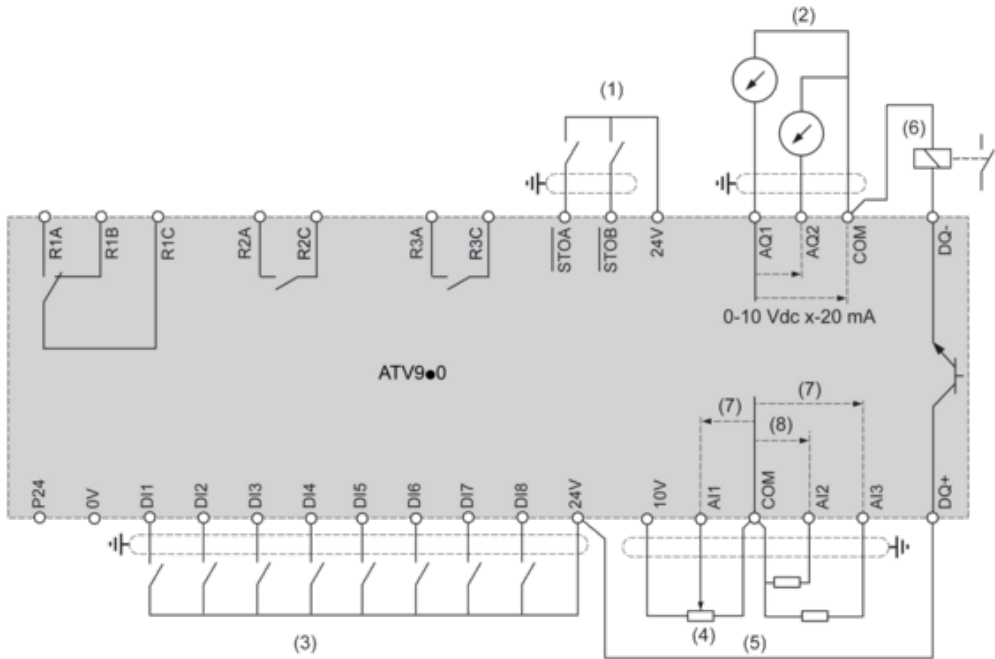 (2)
(1)
(6)
R1A R1B R1C R2A R2C R3A R3C STOA STOB 24V AQ1 AQ2 COM DQ-
0-10 Vdc x-20 mA
ATV9●0
(7)
(7)
(8)
P24 0V DI1 DI2 DI3 DI4 DI5 DI6 DI7 DI8 24V 10V AI1 COM AI2 AI3 DQ+
(3) (4) (5)